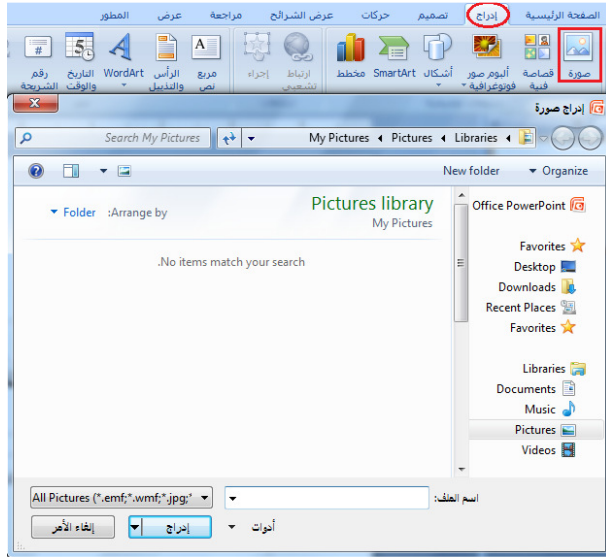 الصفحة الرئيسية إدراج تصميم حركات عرض الشرائح مراجعة عرض المطور
صورة قصاصة فنية ألبوم صور فوتوغرافية أشكال SmartArt مخطط ارتباط تشعبي إجراء مربع نص الرأس والتذييل WordArt التاريخ والوقت رقم الشريحة
إدراج صورة
Libraries Pictures My Pictures Search My Pictures
Organize New folder
Office PowerPoint
Favorites
Desktop
Downloads
Recent Places
Favorites
Libraries
Documents
Music
Pictures
Videos
Pictures library
My Pictures
Arrange by: Folder
No items match your search.
اسم الملف:
All Pictures (*.emf;*.wmf;*.jpg;*
أدوات إدراج إلغاء الأمر